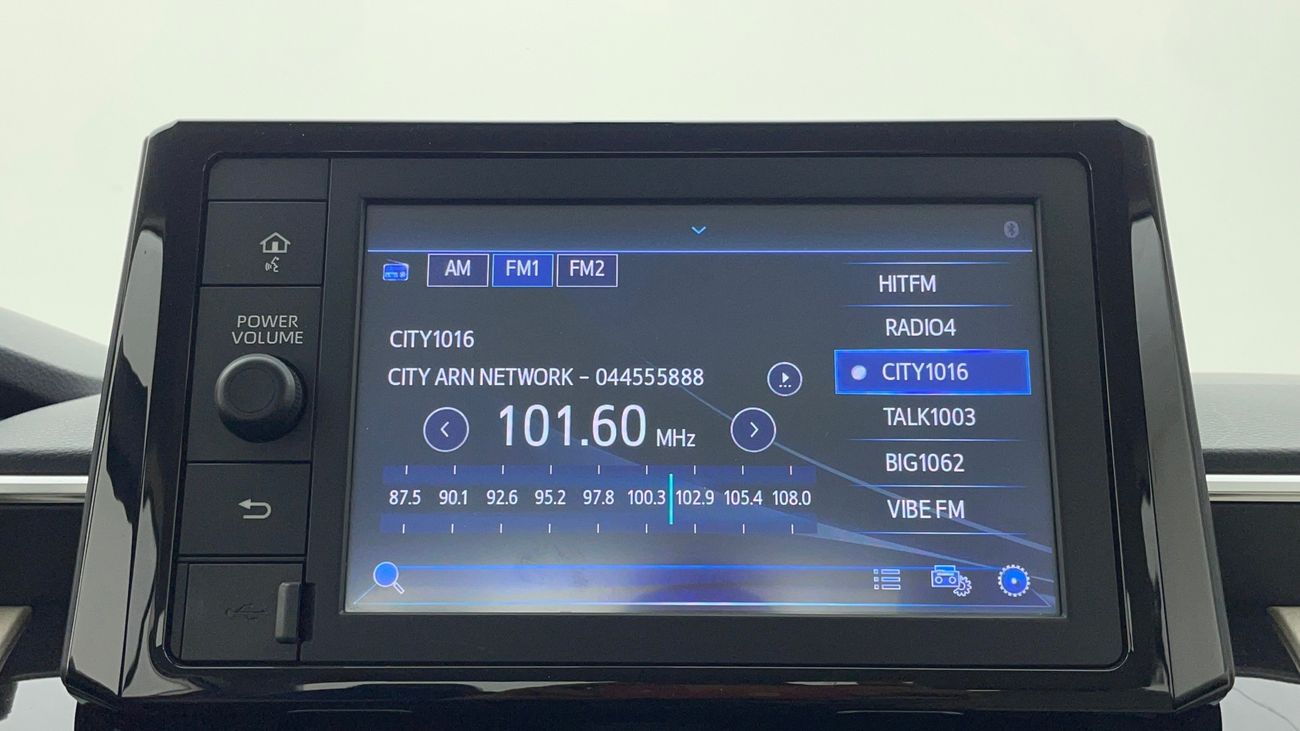 POWER
VOLUME
AM FM1 FM2
CITY1016
CITY ARN NETWORK - 044555888
101.60 MHz
87.5 90.1 92.6 95.2 97.8 100.3 102.9 105.4 108.0
HITFM
RADIO4
CITY1016
TALK1003
BIG1062
VIBE FM